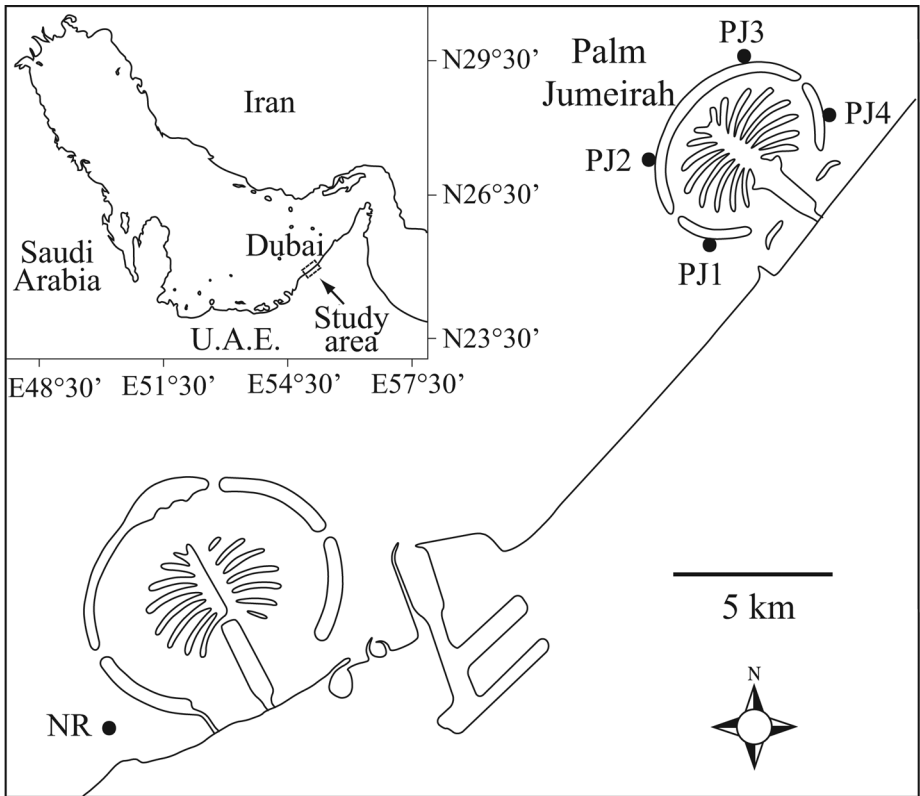 Iran
Saudi
Arabia
Dubai
U.A.E.
Study
area
N29°30’
N26°30’
N23°30’
E48°30’
E51°30’
E54°30’
E57°30’
Palm
Jumeirah
PJ3
PJ4
PJ2
PJ1
5 km
N
NR